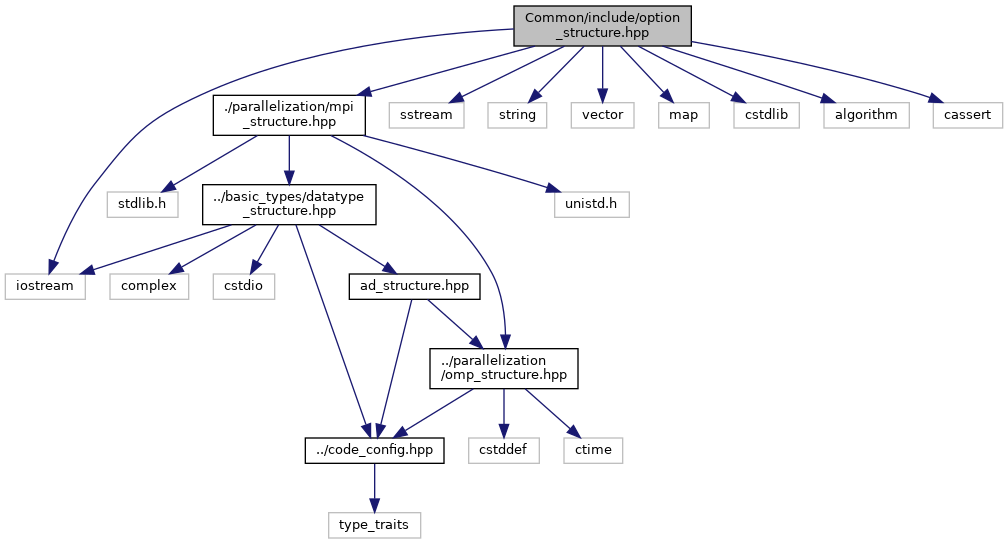 Common/include/option
_structure.hpp
./parallelization/mpi
_structure.hpp
sstream
string
vector
map
cstdlib
algorithm
cassert
stdlib.h
../basic_types/datatype
_structure.hpp
unistd.h
iostream
complex
cstdio
ad_structure.hpp
../parallelization
/omp_structure.hpp
../code_config.hpp
cstddef
ctime
type_traits